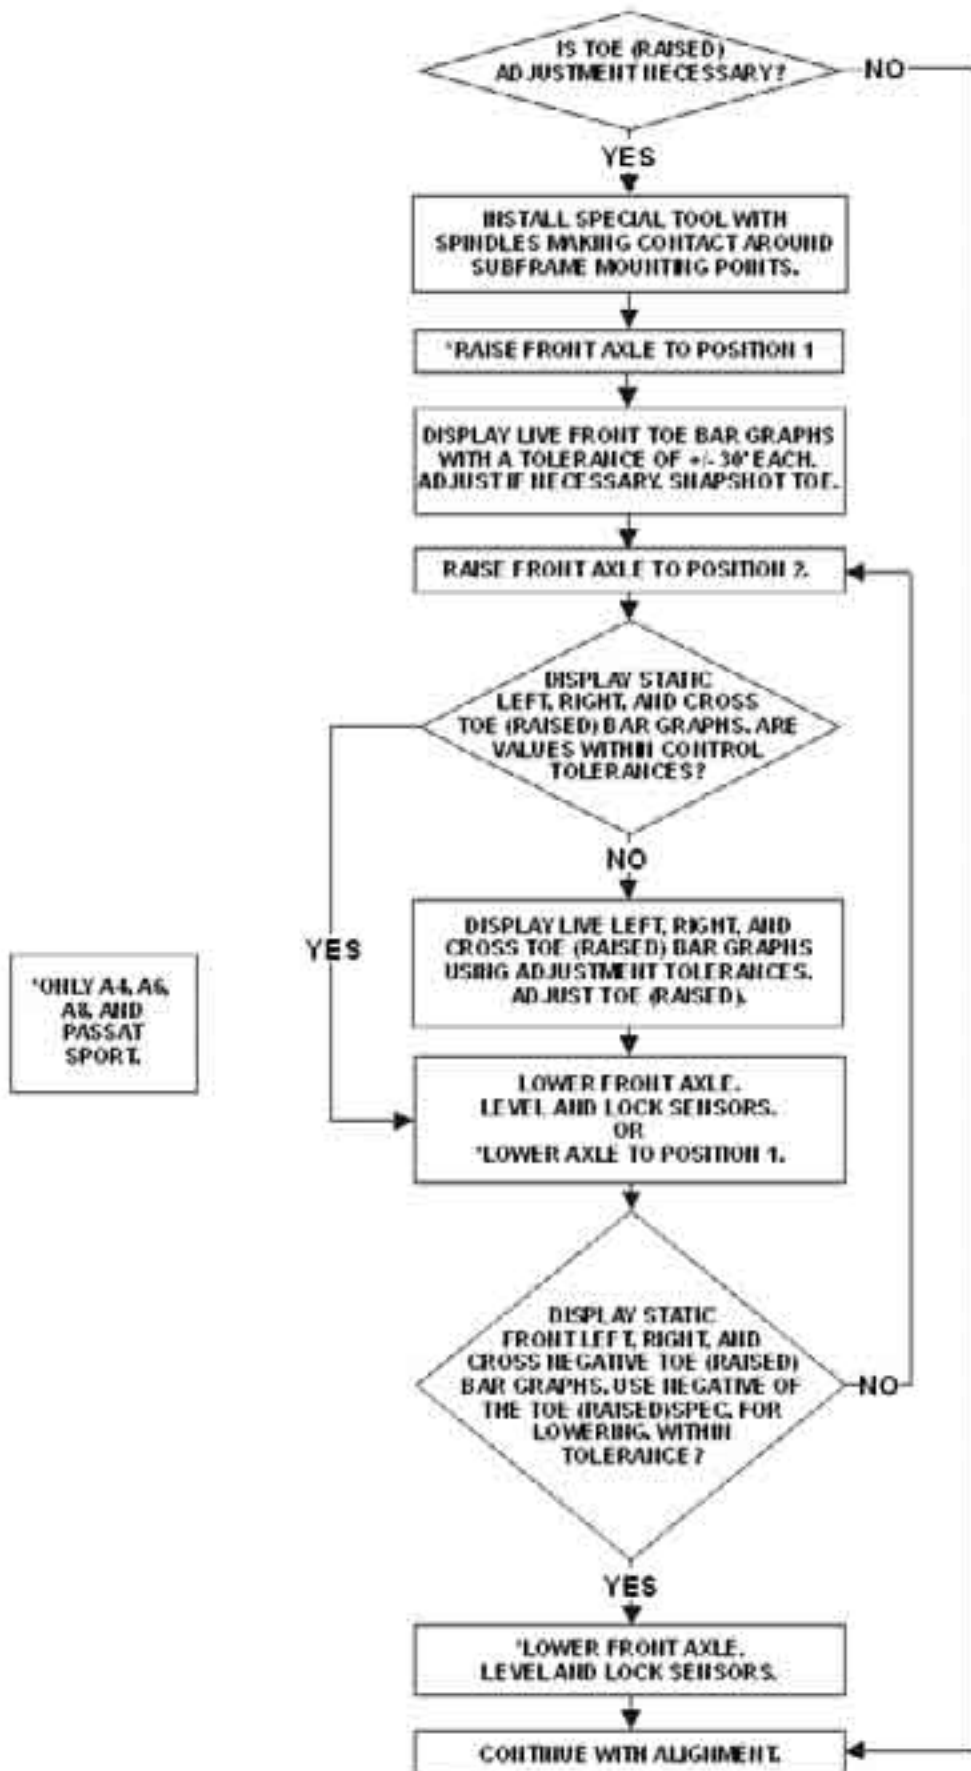 IS TOE (RAISED)
ADJUSTMENT NECESSARY?
NO
YES
INSTALL SPECIAL TOOL WITH
SPINDLES MAKING CONTACT AROUND
SUBFRAME MOUNTING POINTS.
*RAISE FRONT AXLE TO POSITION 1
DISPLAY LIVE FRONT TOE BAR GRAPHS
WITH A TOLERANCE OF +/- 30' EACH.
ADJUST IF NECESSARY. SNAPSHOT TOE.
RAISE FRONT AXLE TO POSITION 2.
DISPLAY STATIC
LEFT, RIGHT, AND CROSS
TOE (RAISED) BAR GRAPHS. ARE
VALUES WITHIN CONTROL
TOLERANCES?
NO
YES
DISPLAY LIVE LEFT, RIGHT, AND
CROSS TOE (RAISED) BAR GRAPHS
USING ADJUSTMENT TOLERANCES.
ADJUST TOE (RAISED).
*ONLY A4, A6,
A8, AND
PASSAT
SPORT.
LOWER FRONT AXLE.
LEVEL AND LOCK SENSORS.
OR
*LOWER AXLE TO POSITION 1.
DISPLAY STATIC
FRONT LEFT, RIGHT, AND
CROSS NEGATIVE TOE (RAISED)
BAR GRAPHS. USE NEGATIVE OF
THE TOE (RAISED)SPEC. FOR
LOWERING. WITHIN
TOLERANCE?
NO
YES
*LOWER FRONT AXLE.
LEVEL AND LOCK SENSORS.
CONTINUE WITH ALIGNMENT.